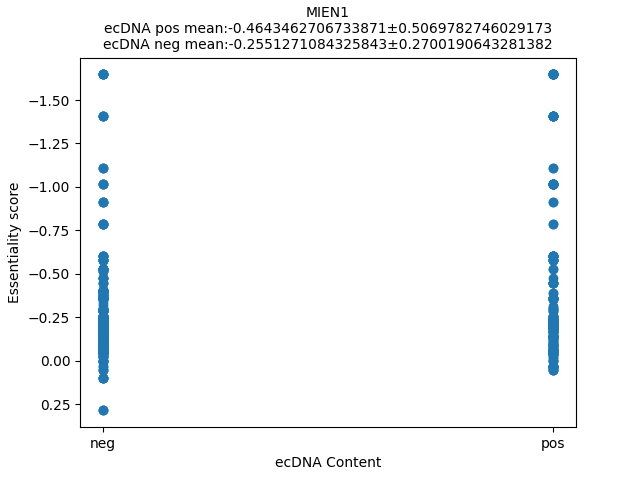 MIEN1
ecDNA pos mean:-0.4643462706733871±0.5069782746029173
ecDNA neg mean:-0.2551271084325843±0.2700190643281382
−1.50
−1.25
−1.00
−0.75
−0.50
−0.25
0.00
0.25
Essentiality score
neg
pos
ecDNA Content